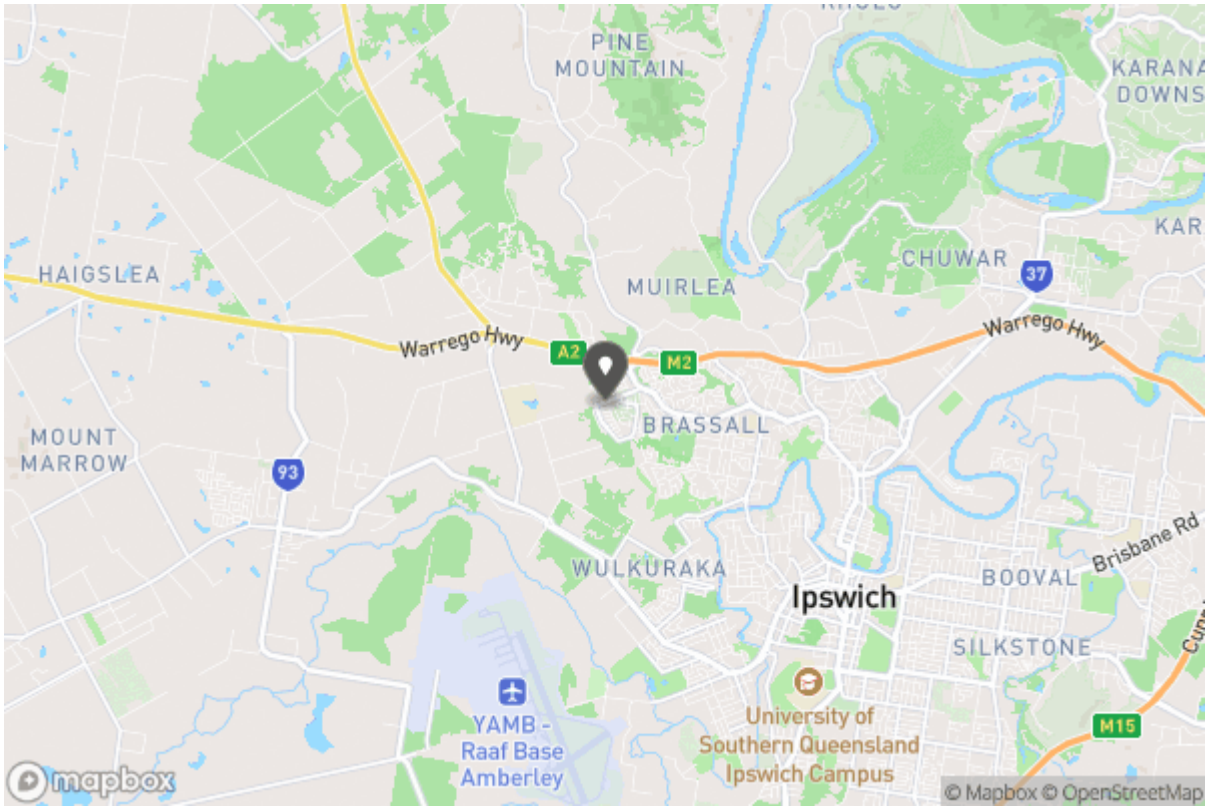 KHOLO
PINE
MOUNTAIN
KARANA
DOWNS
KAR
CHUWAR
37
HAIGSLEA
MUIRLEA
Warrego Hwy
Warrego Hwy
A2
M2
BRASSALL
MOUNT
MARROW
93
Brisbane Rd
WULKURAKA
BOOVAL
Ipswich
SILKSTONE
Cunn
YAMB -
Raaf Base
Amberley
University of
Southern Queensland
Ipswich Campus
M15
mapbox
© Mapbox © OpenStreetMap